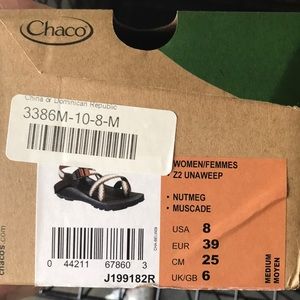 Chaco
China or Dominican Republic
3386M-10-8-M
WOMEN/FEMMES
Z2 UNAWEEP
• NUTMEG
• MUSCADE
USA 8
EUR 39
CM 25
UK/GB 6
MEDIUM
MOYEN
0 44211 67860 3
J199182R
chacos.com